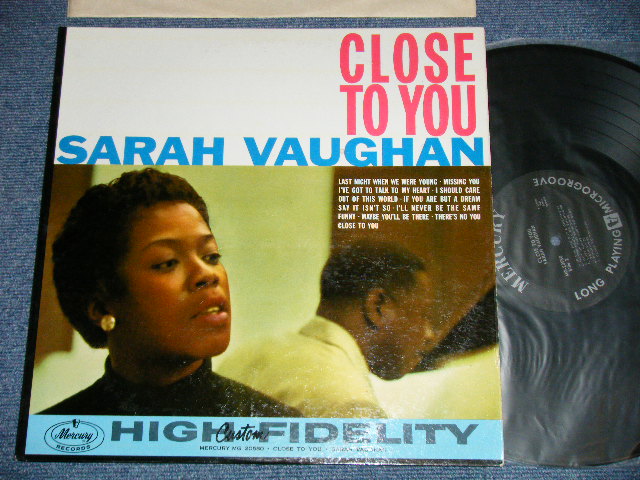 CLOSE
TO YOU
SARAH VAUGHAN
LAST NIGHT WHEN WE WERE YOUNG · MISSING YOU
I'VE GOT TO TALK TO MY HEART · I SHOULD CARE
OUT OF THIS WORLD · IF YOU ARE BUT A DREAM
SAY IT ISN'T SO · I'LL NEVER BE THE SAME
FUNNY · MAYBE YOU'LL BE THERE · THERE'S NO YOU
CLOSE TO YOU
Mercury
RECORDS
HIGH FIDELITY
Custom
MERCURY MG 20580 · CLOSE TO YOU · SARAH VAUGHAN
MERCURY
LONG PLAYING
MICROGROOVE